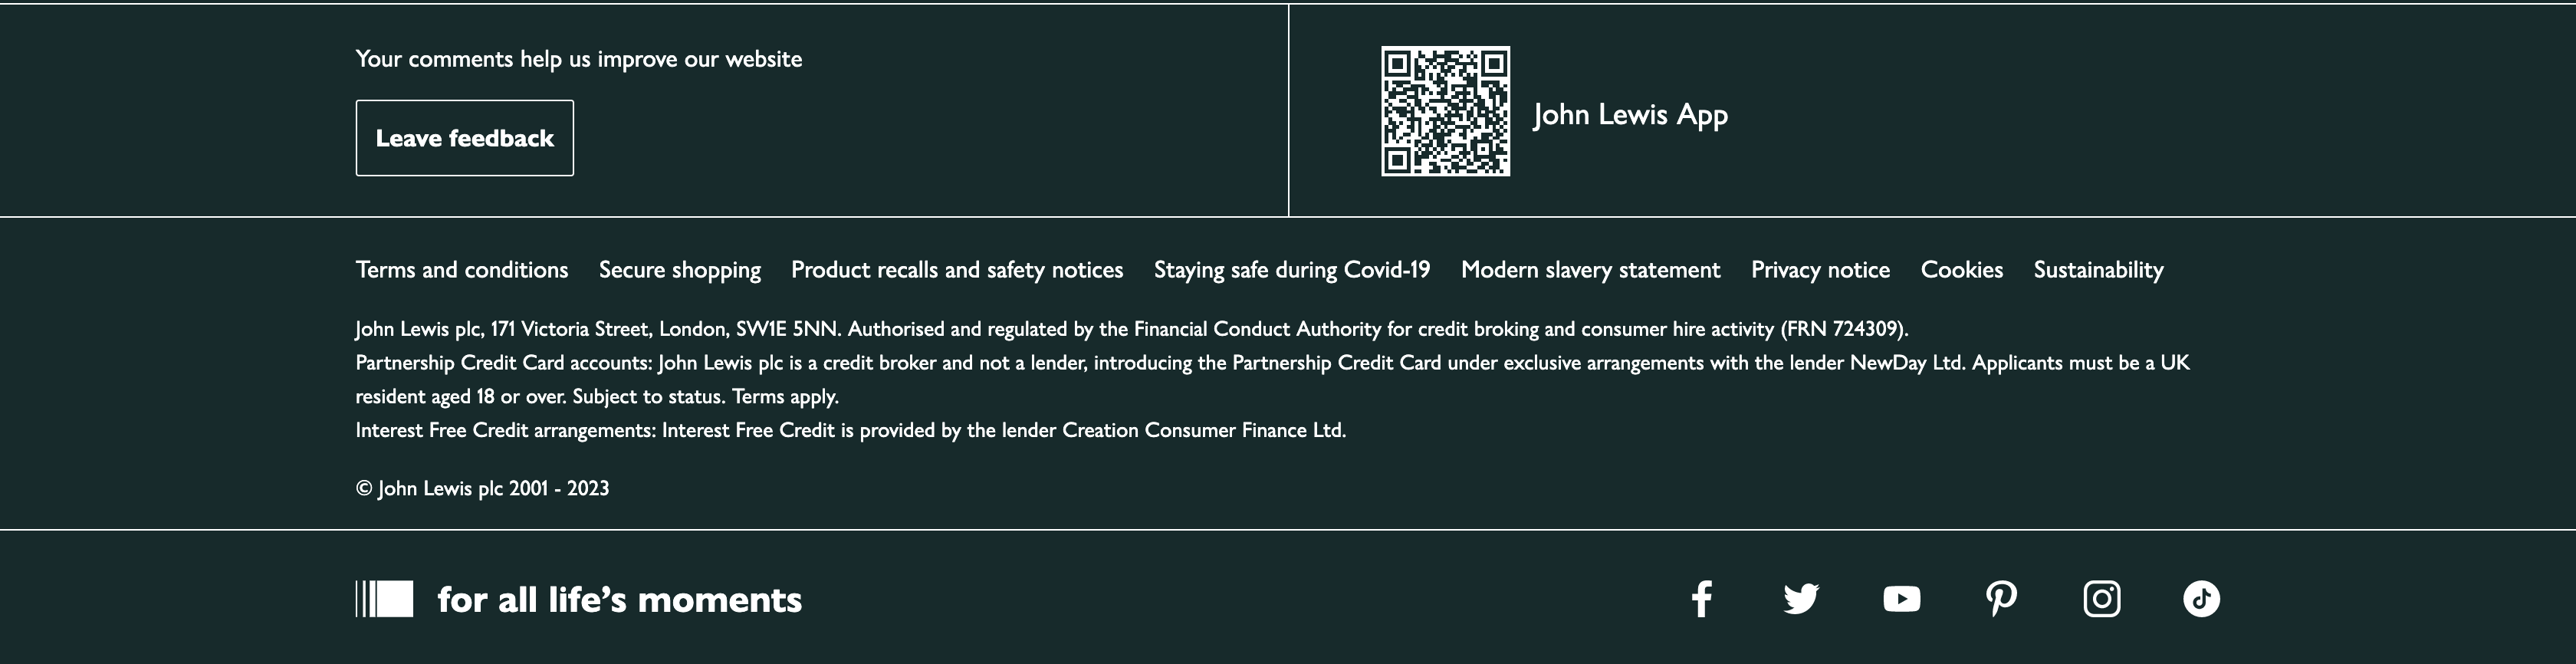 Your comments help us improve our website
Leave feedback
John Lewis App
Terms and conditions Secure shopping Product recalls and safety notices Staying safe during Covid-19 Modern slavery statement Privacy notice Cookies Sustainability
John Lewis plc, 171 Victoria Street, London, SW1E 5NN. Authorised and regulated by the Financial Conduct Authority for credit broking and consumer hire activity (FRN 724309).
Partnership Credit Card accounts: John Lewis plc is a credit broker and not a lender, introducing the Partnership Credit Card under exclusive arrangements with the lender NewDay Ltd. Applicants must be a UK
resident aged 18 or over. Subject to status. Terms apply.
Interest Free Credit arrangements: Interest Free Credit is provided by the lender Creation Consumer Finance Ltd.
© John Lewis plc 2001 - 2023
for all life’s moments